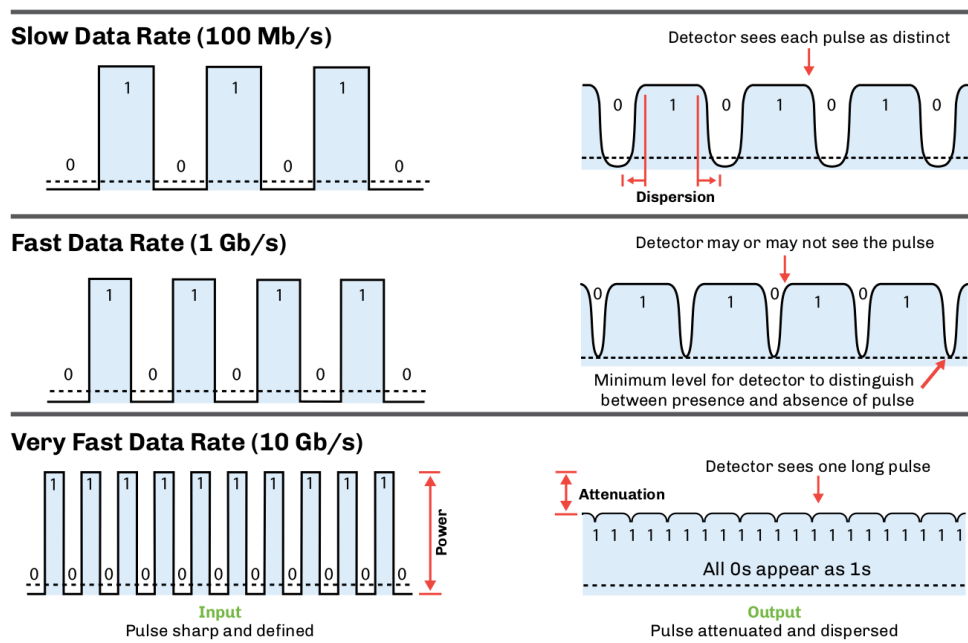 Slow Data Rate (100 Mb/s)
1 1 1
0 0 0 0
Detector sees each pulse as distinct
0 1 0 1 0 1 0
Dispersion
Fast Data Rate (1 Gb/s)
1 1 1 1
0 0 0 0 0
Detector may or may not see the pulse
0 0 0
1 1 1 1
Minimum level for detector to distinguish
between presence and absence of pulse
Very Fast Data Rate (10 Gb/s)
1 1 1 1 1 1 1 1 1 1
0 0 0 0 0 0 0 0 0 0 0
Power
Input
Pulse sharp and defined
Detector sees one long pulse
Attenuation
1 1 1 1 1 1 1 1 1 1 1 1 1 1 1 1 1 1 1 1 1
All 0s appear as 1s
Output
Pulse attenuated and dispersed